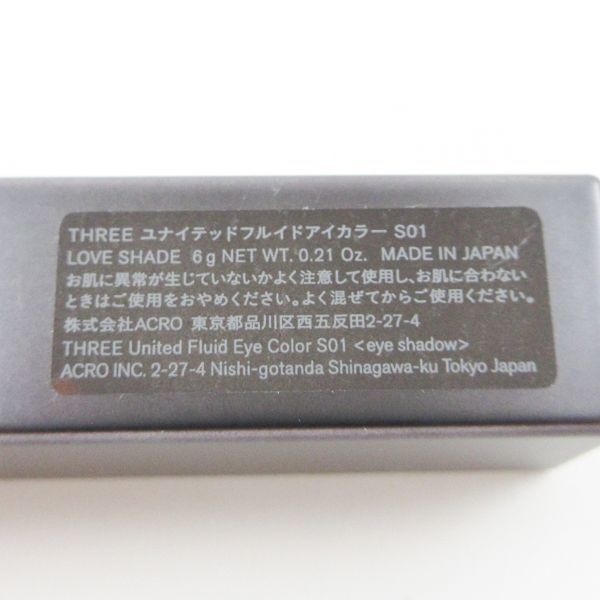 THREE ユナイテッドフルイドアイカラー S01
LOVE SHADE 6g NET WT. 0.21 Oz. MADE IN JAPAN
お肌に異常が生じていないかよく注意して使用し、お肌に合わない
ときはご使用をおやめください。よく混ぜてからご使用ください。
株式会社ACRO 東京都品川区西五反田2-27-4
THREE United Fluid Eye Color S01 <eye shadow>
ACRO INC. 2-27-4 Nishi-gotanda Shinagawa-ku Tokyo Japan